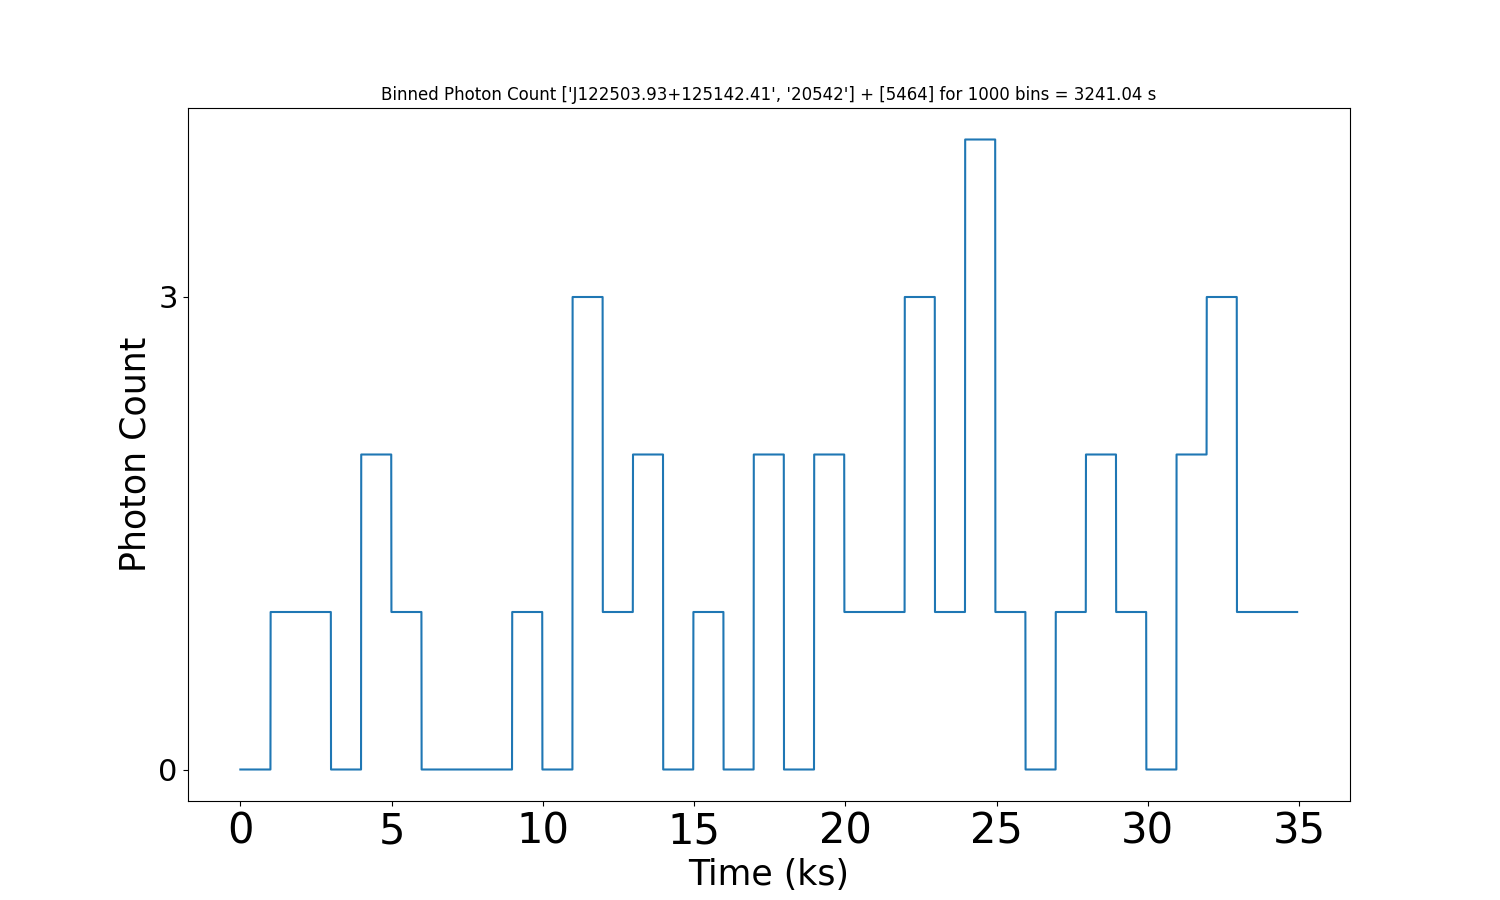 Binned Photon Count ['J122503.93+125142.41', '20542'] + [5464] for 1000 bins = 3241.04 s
Photon Count
3
0
0 5 10 15 20 25 30 35
Time (ks)